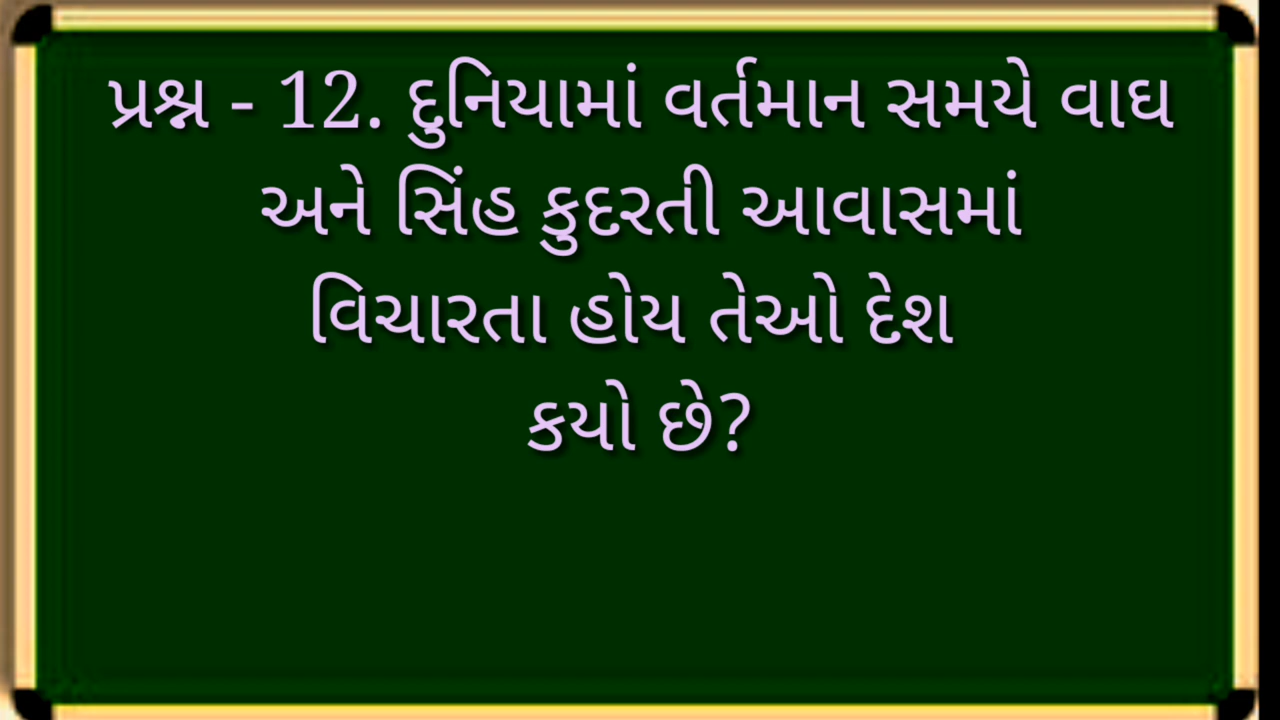 પ્રશ્ન - 12. દુનિયામાં વર્તમાન સમયે વાઘ
અને સિંહ કુદરતી આવાસમાં
વિચારતા હોય તેઓ દેશ
કયો છે?